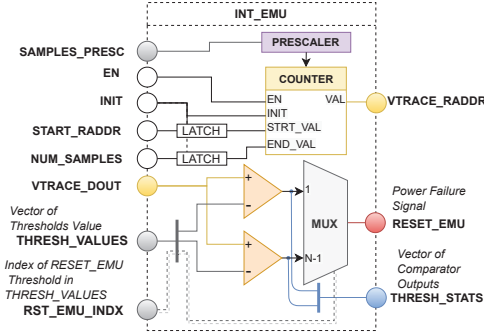 INT_EMU
SAMPLES_PRESC
PRESCALER
EN
COUNTER
INIT
EN
VAL
VTRACE_RADDR
INIT
START_RADDR
LATCH
STRT_VAL
NUM_SAMPLES
LATCH
END_VAL
VTRACE_DOUT
+
-
1
Vector of
Thresholds Value
THRESH_VALUES
MUX
Power Failure
Signal
RESET_EMU
+
-
N-1
Index of RESET_EMU
Threshold in
THRESH_VALUES
RST_EMU_INDX
Vector of
Comparator
Outputs
THRESH_STATS